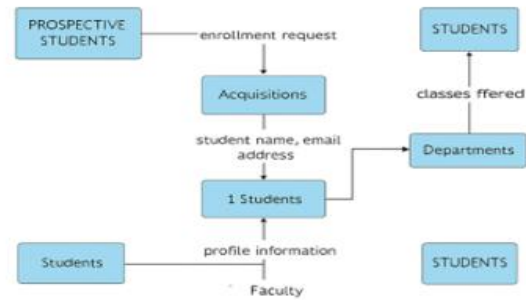 PROSPECTIVE
STUDENTS
enrollment request
STUDENTS
Acquisitions
classes ffered
student name, email
address
Departments
1 Students
profile information
Students
STUDENTS
Faculty